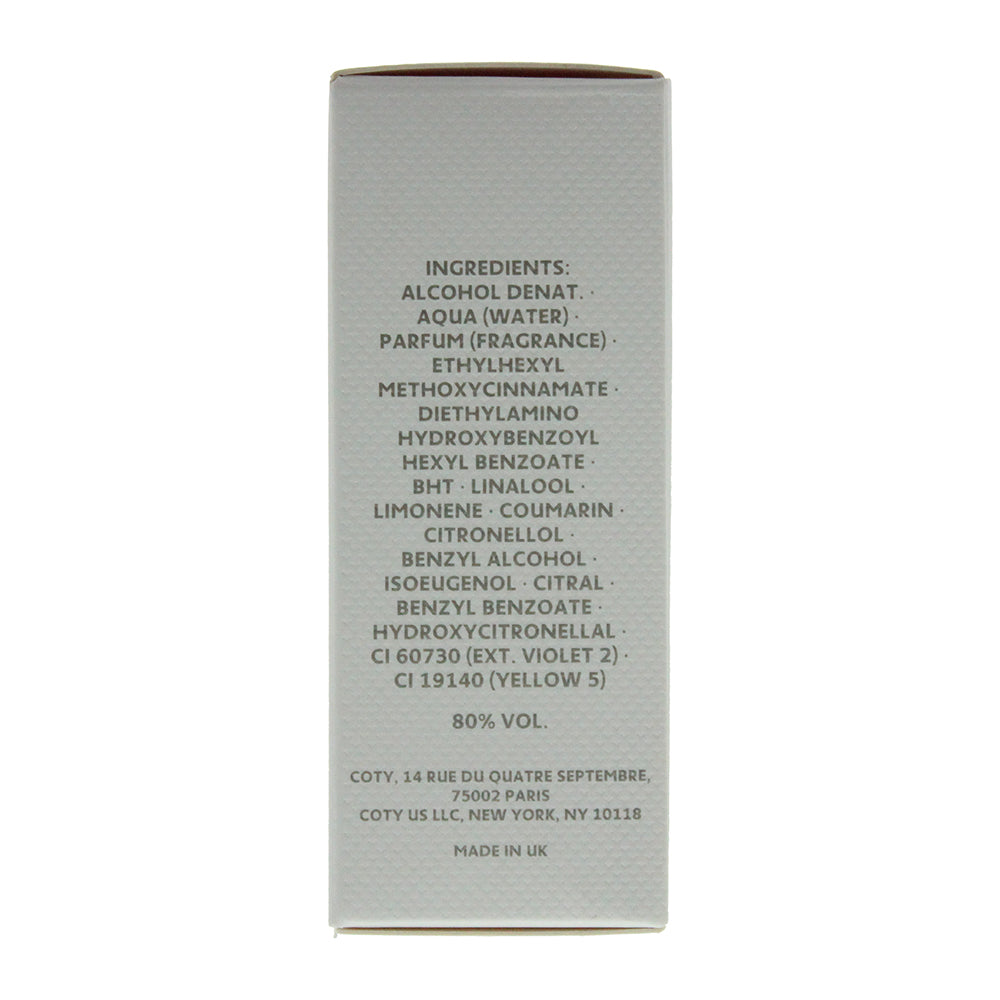 INGREDIENTS:
ALCOHOL DENAT. ·
AQUA (WATER) ·
PARFUM (FRAGRANCE) ·
ETHYLHEXYL
METHOXYCINNAMATE ·
DIETHYLAMINO
HYDROXYBENZOYL
HEXYL BENZOATE ·
BHT · LINALOOL ·
LIMONENE · COUMARIN ·
CITRONELLOL ·
BENZYL ALCOHOL ·
ISOEUGENOL · CITRAL ·
BENZYL BENZOATE ·
HYDROXYCITRONELLAL ·
CI 60730 (EXT. VIOLET 2) ·
CI 19140 (YELLOW 5)
80% VOL.
COTY, 14 RUE DU QUATRE SEPTEMBRE,
75002 PARIS
COTY US LLC, NEW YORK, NY 10118
MADE IN UK